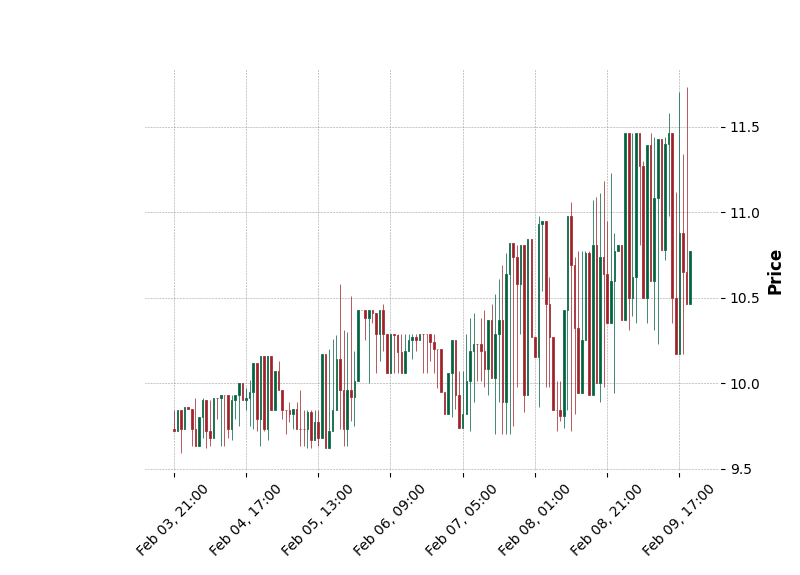 11.5
11.0
10.5
10.0
9.5
Price
Feb 03, 21:00
Feb 04, 17:00
Feb 05, 13:00
Feb 06, 09:00
Feb 07, 05:00
Feb 08, 01:00
Feb 08, 21:00
Feb 09, 17:00